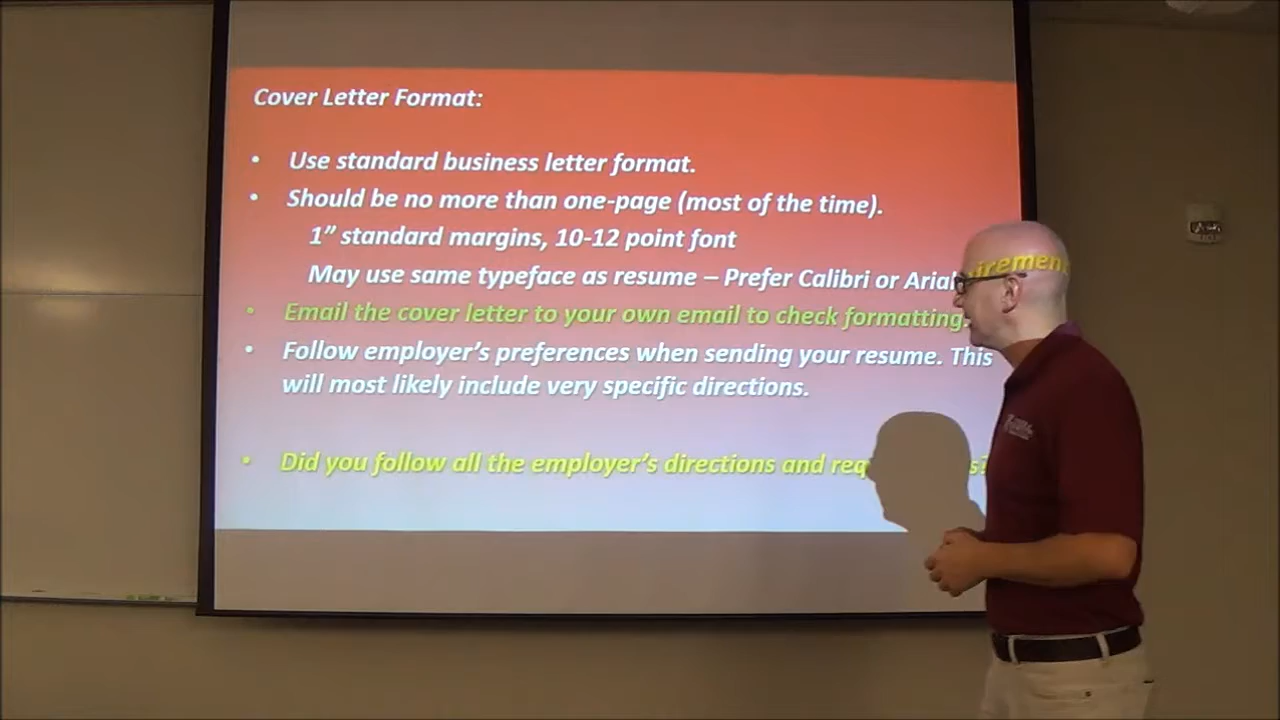 Cover Letter Format:
• Use standard business letter format.
• Should be no more than one-page (most of the time).
1” standard margins, 10-12 point font
May use same typeface as resume – Prefer Calibri or Arial
• Email the cover letter to your own email to check formatting.
• Follow employer’s preferences when sending your resume. This
will most likely include very specific directions.
• Did you follow all the employer’s directions and req s?
irement